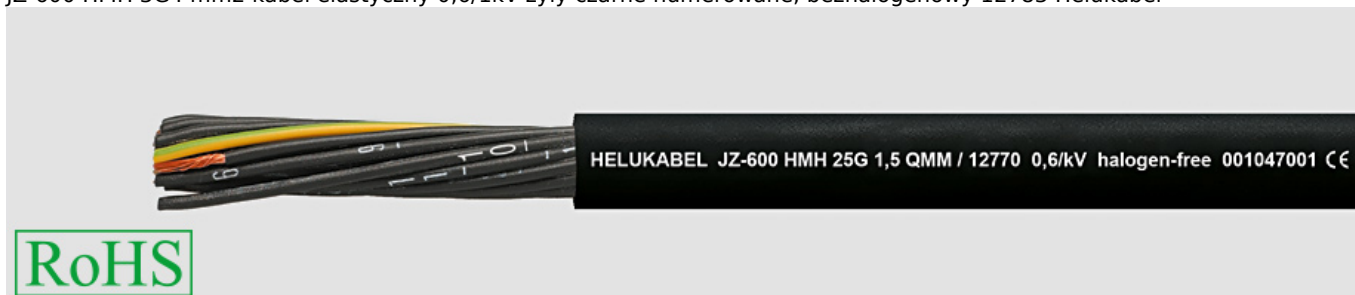 HELUKABEL JZ-600 HMH 25G 1,5 QMM / 12770 0,6/kV halogen-free 001047001 CE
RoHS